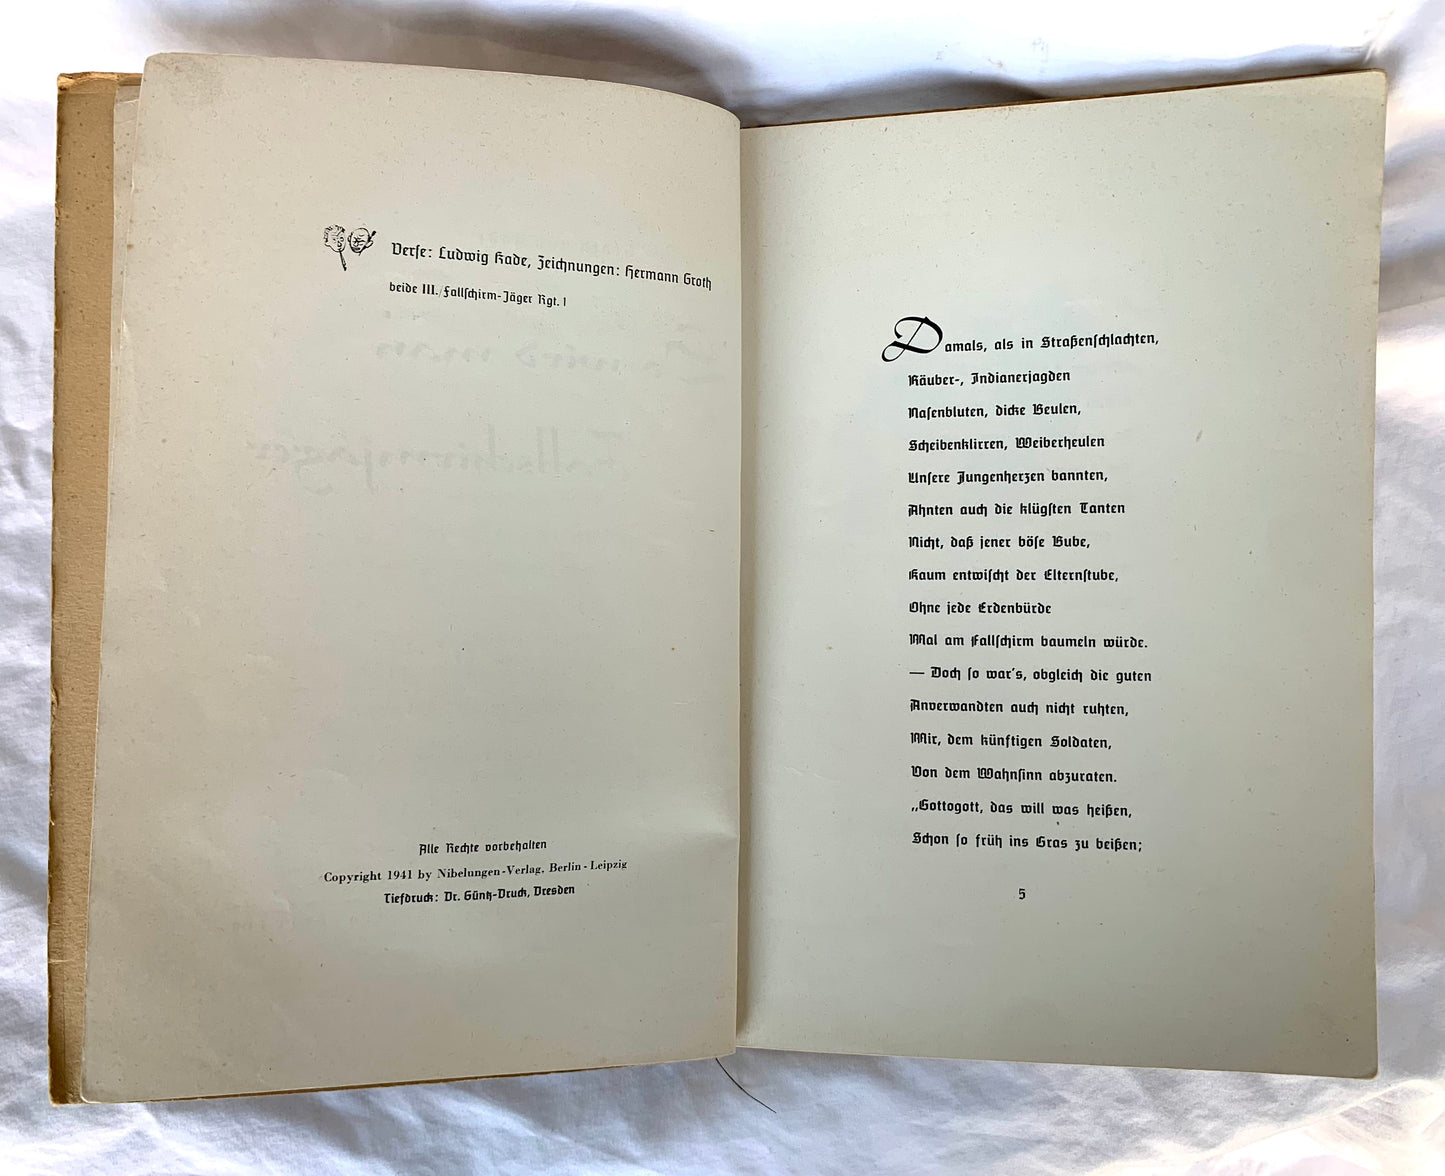 Verse: Ludwig Kade, Zeichnungen: Hermann Groth
beide III./Fallschirm-Jäger Rgt. 1
Alle Rechte vorbehalten
Copyright 1941 by Nibelungen-Verlag, Berlin-Leipzig
Tiefdruck: Dr. Güntz-Druck, Dresden
Damals, als in Straßenschlachten,
Räuber-, Indianerjagden
Nasenbluten, dicke Beulen,
Scheibenklirren, Weiberheulen
Unsere Jungenherzen bannten,
Ahnten auch die klügsten Tanten
Nicht, daß jener böse Bube,
Kaum entwischt der Elternstube,
Ohne jede Erdenbürde
Mal am Fallschirm baumeln würde.
— Doch so war's, obgleich die guten
Anverwandten auch nicht ruhten,
Mir, dem künftigen Soldaten,
Von dem Wahnsinn abzuraten.
„Gottogott, das will was heißen,
Schon so früh ins Gras zu beißen;
5